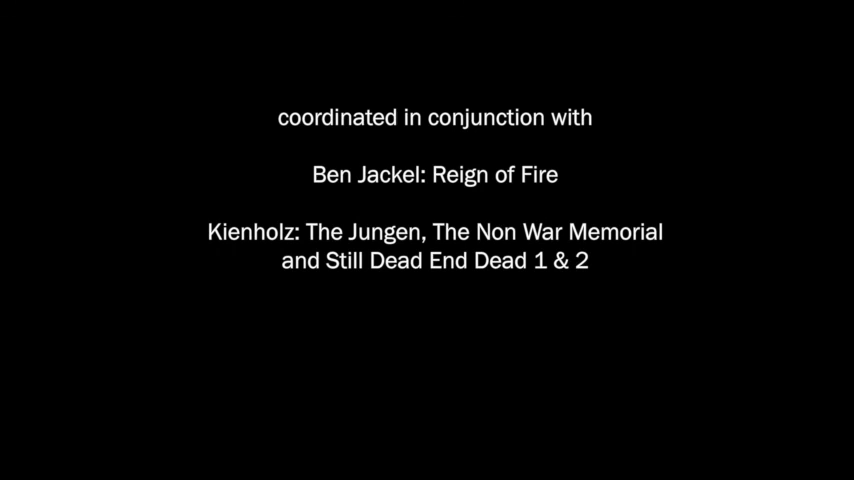 coordinated in conjunction with
Ben Jackel: Reign of Fire
Kienholz: The Jungen, The Non War Memorial
and Still Dead End Dead 1 & 2